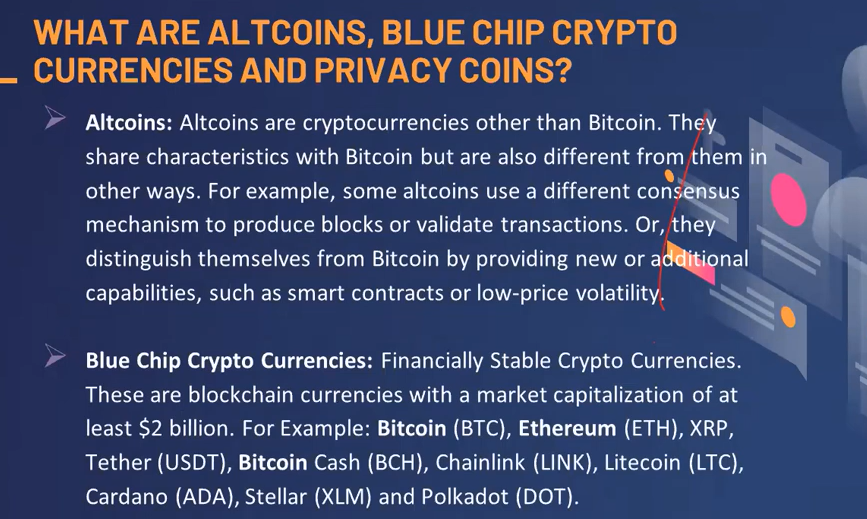 WHAT ARE ALTCOINS, BLUE CHIP CRYPTO
CURRENCIES AND PRIVACY COINS?
Altcoins: Altcoins are cryptocurrencies other than Bitcoin. They
share characteristics with Bitcoin but are also different from them in
other ways. For example, some altcoins use a different consensus
mechanism to produce blocks or validate transactions. Or, they
distinguish themselves from Bitcoin by providing new or additional
capabilities, such as smart contracts or low-price volatility.
Blue Chip Crypto Currencies: Financially Stable Crypto Currencies.
These are blockchain currencies with a market capitalization of at
least $2 billion. For Example: Bitcoin (BTC), Ethereum (ETH), XRP,
Tether (USDT), Bitcoin Cash (BCH), Chainlink (LINK), Litecoin (LTC),
Cardano (ADA), Stellar (XLM) and Polkadot (DOT).